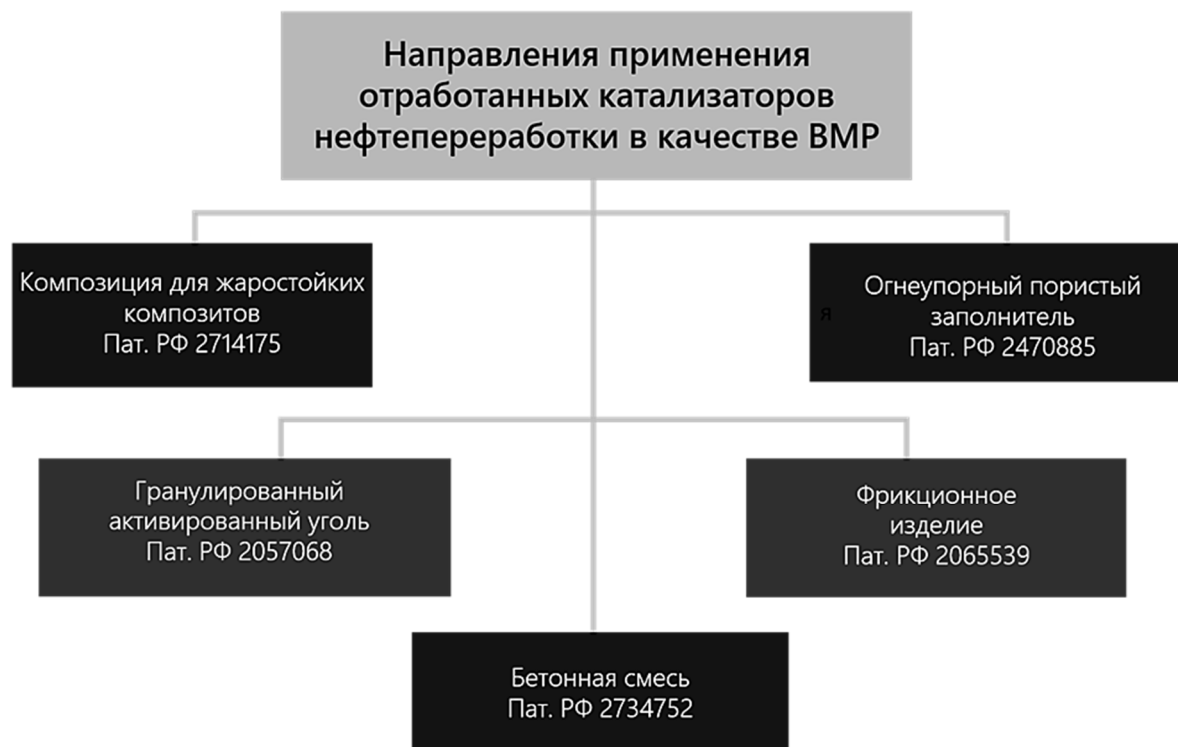 Направления применения
отработанных катализаторов
нефтепереработки в качестве ВМР
Композиция для жаростойких
композитов
Пат. РФ 2714175
Огнеупорный пористый
я
заполнитель
Пат. РФ 2470885
Гранулированный
активированный уголь
Пат. РФ 2057068
Фрикционное
изделие
Пат. РФ 2065539
Бетонная смесь
Пат. РФ 2734752